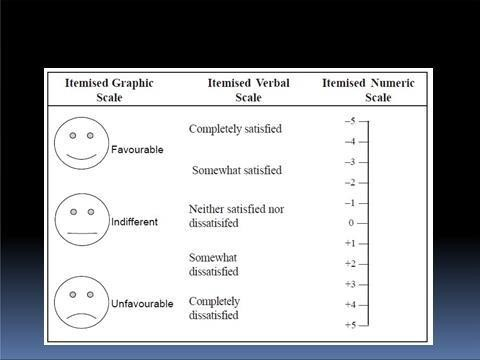 Itemised Graphic
Scale
Itemised Verbal
Scale
Itemised Numeric
Scale
Favourable
Indifferent
Unfavourable
Completely satisfied
Somewhat satisfied
Neither satisfied nor
dissatisifed
Somewhat
dissatisfied
Completely
dissatisfied
–5
–4
–3
–2
–1
0
+1
+2
+3
+4
+5